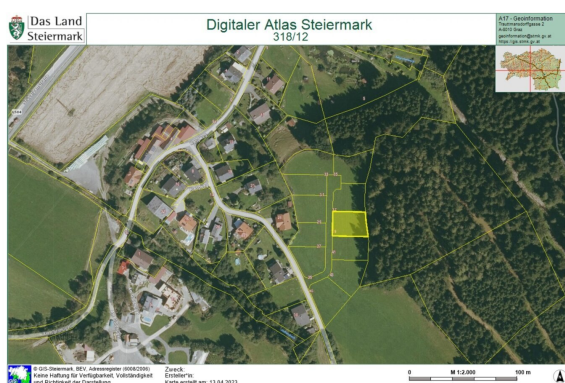 Das Land
Steiermark
Digitaler Atlas Steiermark
318/12
A17 - Geoinformation
Trauttmansdorffgasse 2
A-8010 Graz
geoinformation@stmk.gv.at
https://gis.stmk.gv.at
© GIS-Steiermark, BEV, Adressregister (6008/2006)
Keine Haftung für Verfügbarkeit, Vollständigkeit
und Richtigkeit der Darstellung
Zweck:
Ersteller*in:
Karte erstellt am: 13.04.2023
0 M 1:2.000 100 m